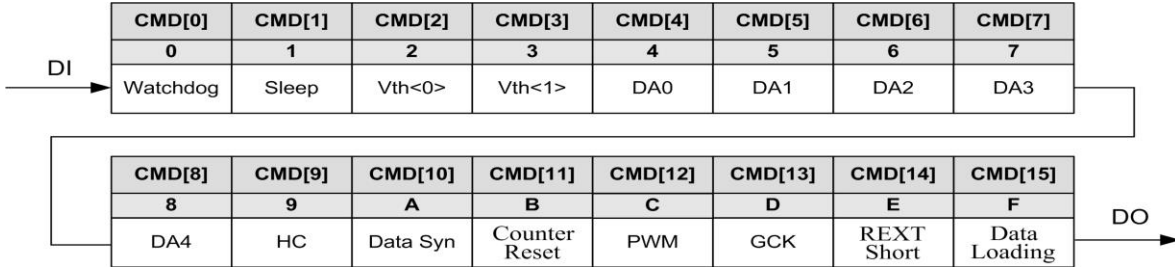 CMD[0] CMD[1] CMD[2] CMD[3] CMD[4] CMD[5] CMD[6] CMD[7]
0 1 2 3 4 5 6 7
DI
Watchdog Sleep Vth<0> Vth<1> DA0 DA1 DA2 DA3
CMD[8] CMD[9] CMD[10] CMD[11] CMD[12] CMD[13] CMD[14] CMD[15]
8 9 A B C D E F
DA4 HC Data Syn Counter Reset PWM GCK REXT Short Data Loading
DO